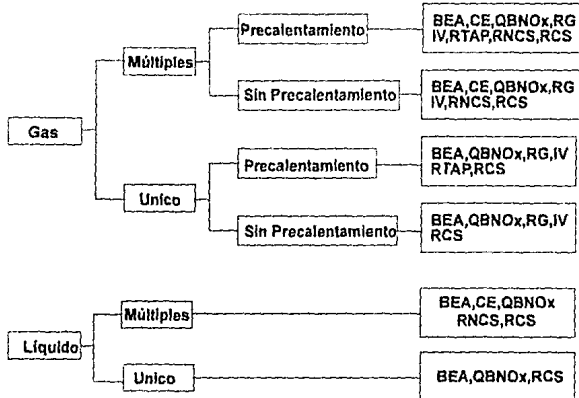 Precalentamiento
BEA,CE,QBNOx,RG
IV,RTAP,RNCS,RCS
Múltiples
Sin Precalentamiento
BEA,CE,QBNOx,RG
IV,RNCS,RCS
Gas
Precalentamiento
BEA,QBNOx,RG,IV
RTAP,RCS
Unico
Sin Precalentamiento
BEA,QBNOx,RG,IV
RCS
Múltiples
BEA,CE,QBNOx
RNCS,RCS
Líquido
Unico
BEA,QBNOx,RCS